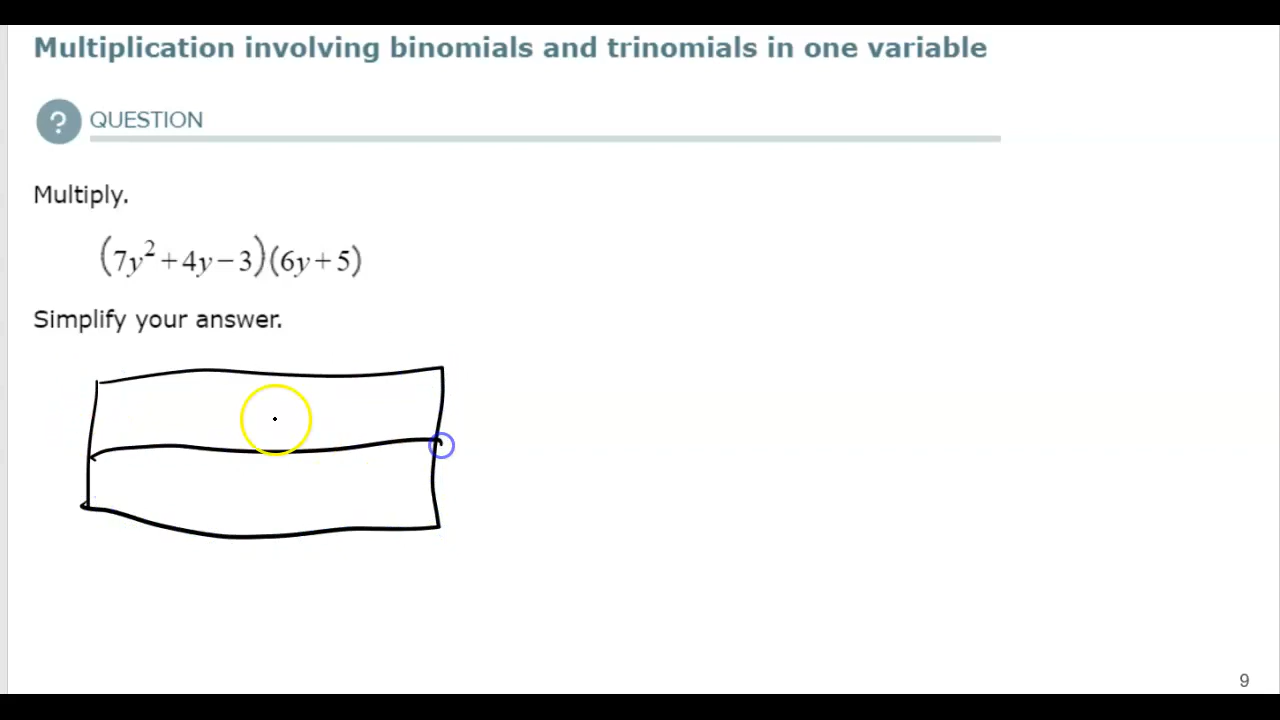 Multiplication involving binomials and trinomials in one variable
? QUESTION
Multiply.
(7y²+4y−3)(6y+5)
Simplify your answer.
9